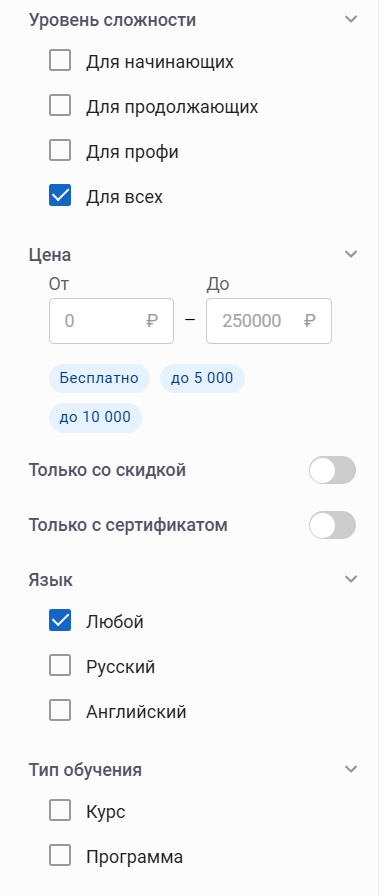 Уровень сложности
Для начинающих
Для продолжающих
Для профи
Для всех
Цена
От До
0 ₽ – 250000 ₽
Бесплатно до 5 000
до 10 000
Только со скидкой
Только с сертификатом
Язык
Любой
Русский
Английский
Тип обучения
Курс
Программа